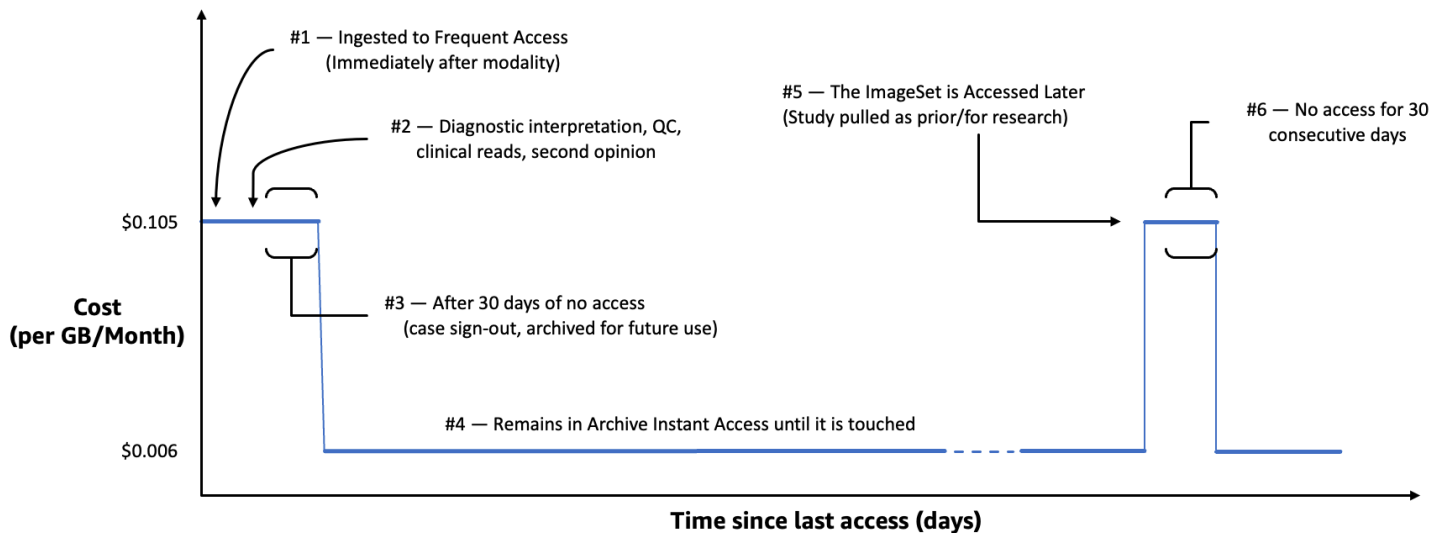 #1 — Ingested to Frequent Access
(Immediately after modality)
#2 — Diagnostic interpretation, QC,
clinical reads, second opinion
#5 — The ImageSet is Accessed Later
(Study pulled as prior/for research)
#6 — No access for 30
consecutive days
$0.105
Cost
(per GB/Month)
#3 — After 30 days of no access
(case sign-out, archived for future use)
#4 — Remains in Archive Instant Access until it is touched
$0.006
Time since last access (days)